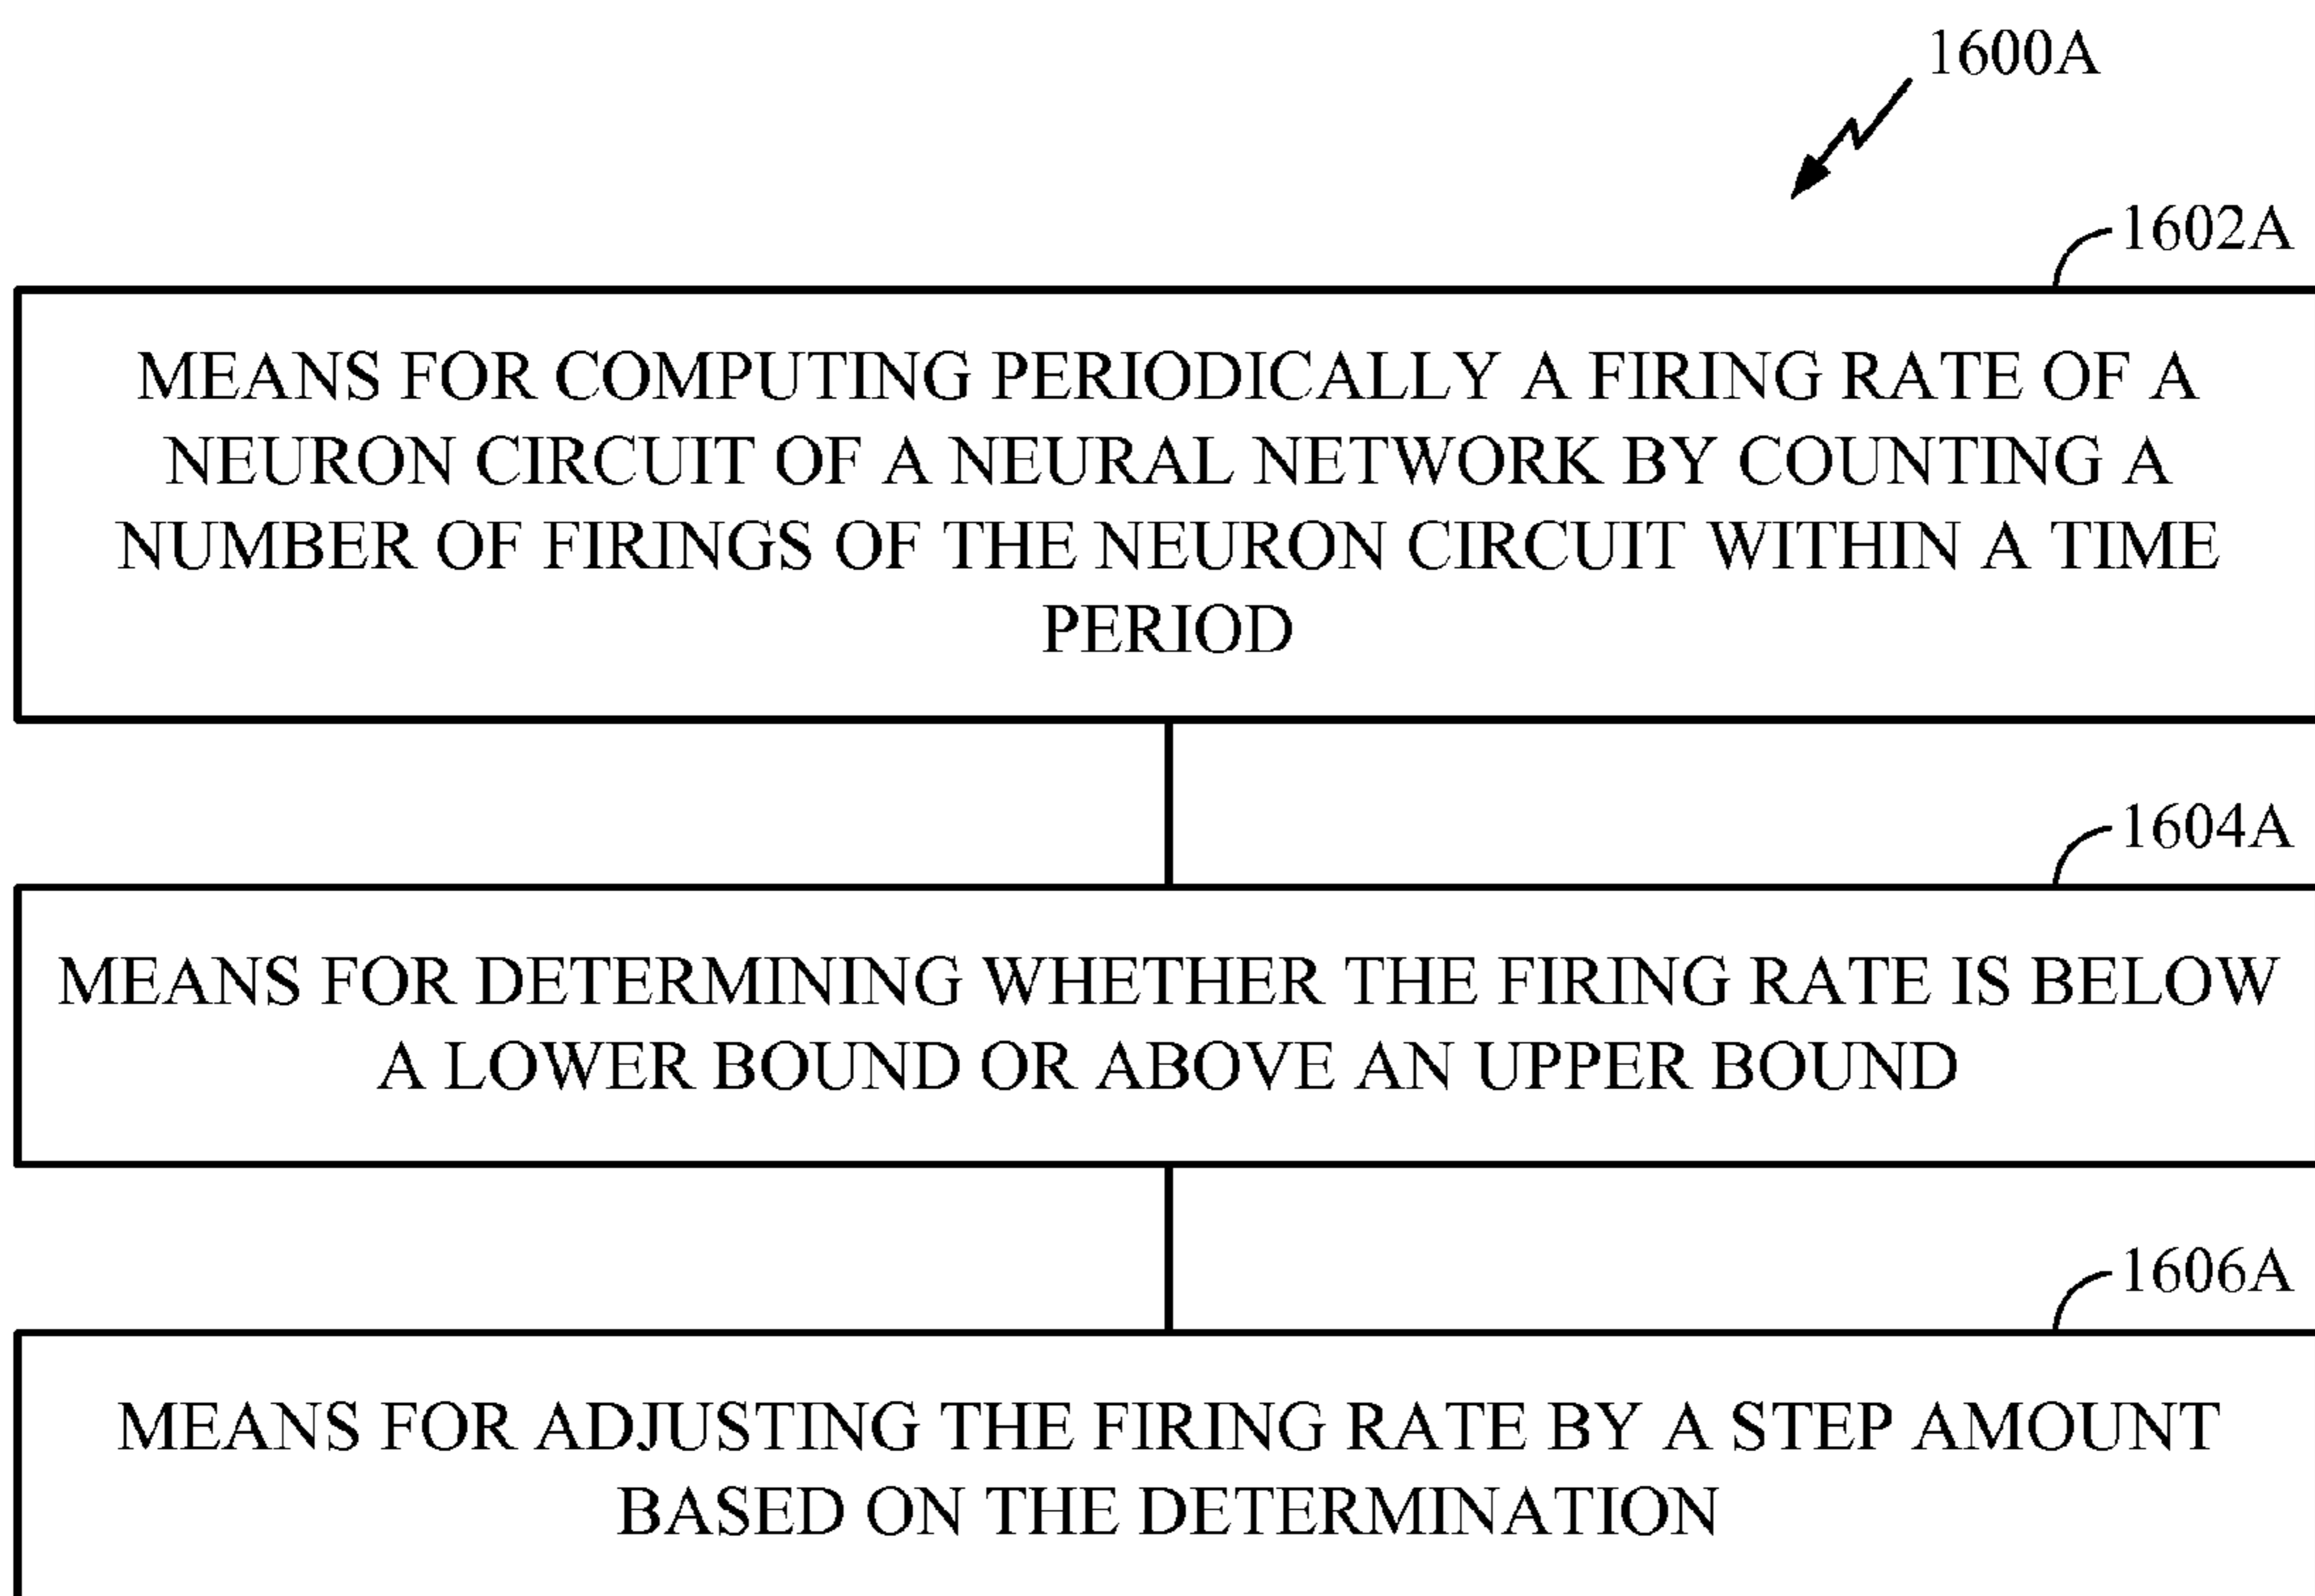 1600A
1602A
MEANS FOR COMPUTING PERIODICALLY A FIRING RATE OF A
NEURON CIRCUIT OF A NEURAL NETWORK BY COUNTING A
NUMBER OF FIRINGS OF THE NEURON CIRCUIT WITHIN A TIME
PERIOD
1604A
MEANS FOR DETERMINING WHETHER THE FIRING RATE IS BELOW
A LOWER BOUND OR ABOVE AN UPPER BOUND
1606A
MEANS FOR ADJUSTING THE FIRING RATE BY A STEP AMOUNT
BASED ON THE DETERMINATION